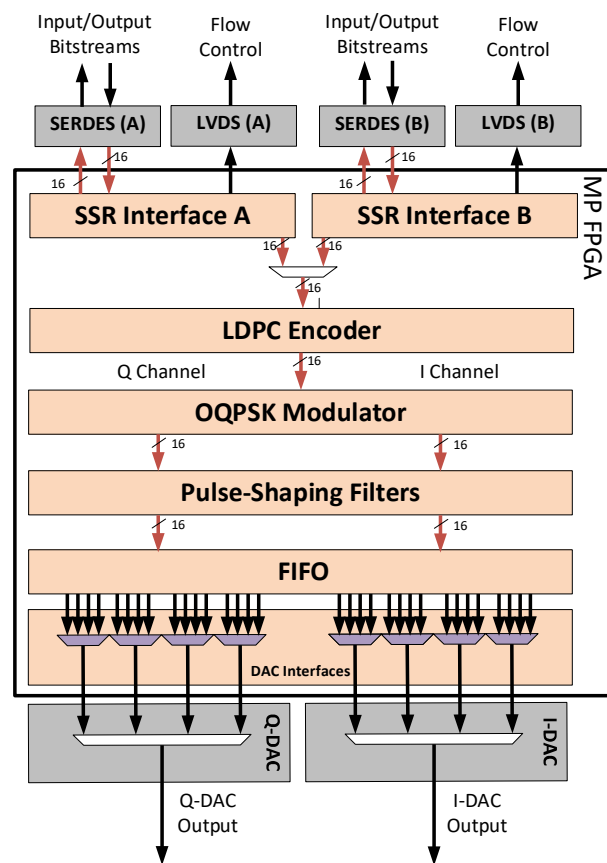 Input/Output
Bitstreams
Flow
Control
Input/Output
Bitstreams
Flow
Control
SERDES (A)
LVDS (A)
SERDES (B)
LVDS (B)
16
16
16
16
MP FPGA
SSR Interface A
SSR Interface B
16
16
16
LDPC Encoder
16
Q Channel
I Channel
OQPSK Modulator
16
16
Pulse-Shaping Filters
16
16
FIFO
DAC Interfaces
Q-DAC
I-DAC
Q-DAC
Output
I-DAC
Output